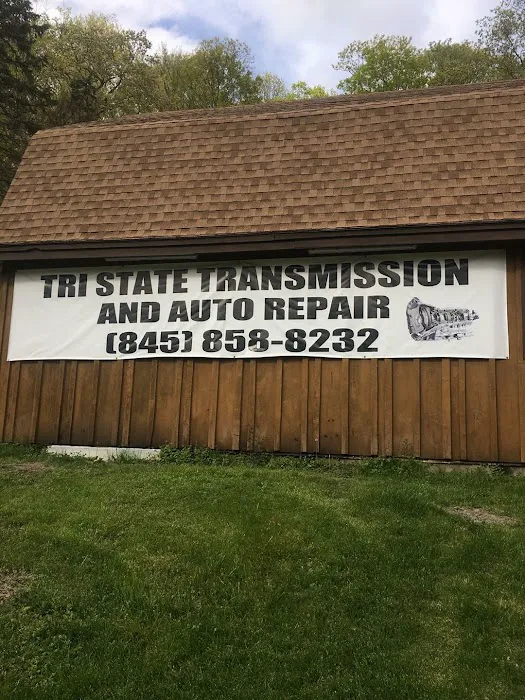 TRI STATE TRANSMISSION
AND AUTO REPAIR
(845) 858-8232